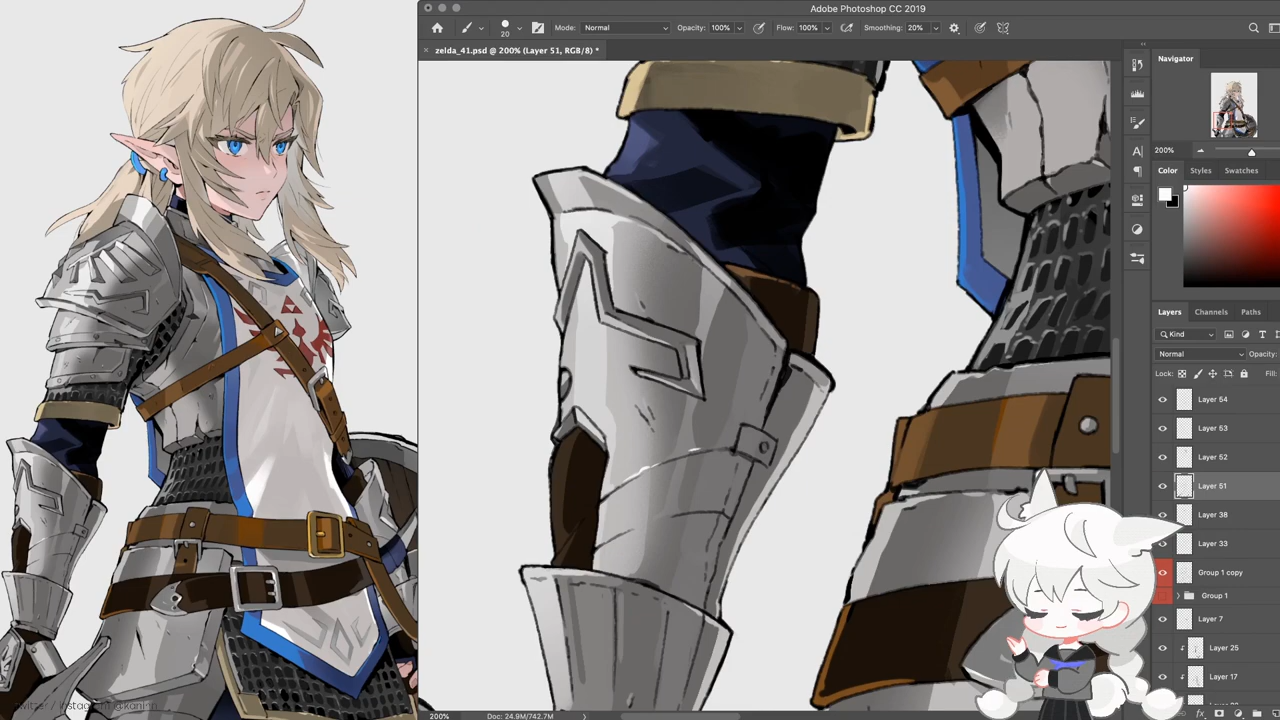 Adobe Photoshop CC 2019
20
Mode: Normal
Opacity: 100%
Flow: 100%
Smoothing: 20%
zelda_41.psd @ 200% (Layer 51, RGB/8) *
Navigator
200%
Color
Styles
Swatches
Layers
Channels
Paths
Kind
Normal
Opacity:
Lock:
Fill:
Layer 54
Layer 53
Layer 52
Layer 51
Layer 38
Layer 33
Group 1 copy
Group 1
Layer 7
Layer 25
Layer 17
200%
Doc: 24.9M/742.7M
fx